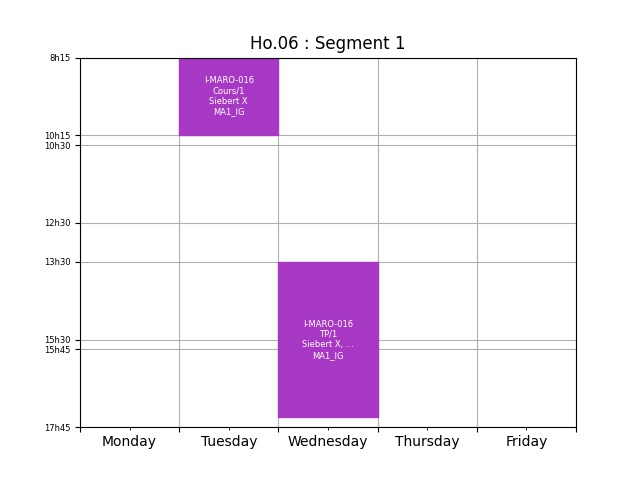 Ho.06 : Segment 1
8h15
I-MARO-016
Cours/1
Siebert X
MA1_IG
10h15
10h30
12h30
13h30
I-MARO-016
TP/1
Siebert X, ...
MA1_IG
15h30
15h45
17h45
Monday Tuesday Wednesday Thursday Friday